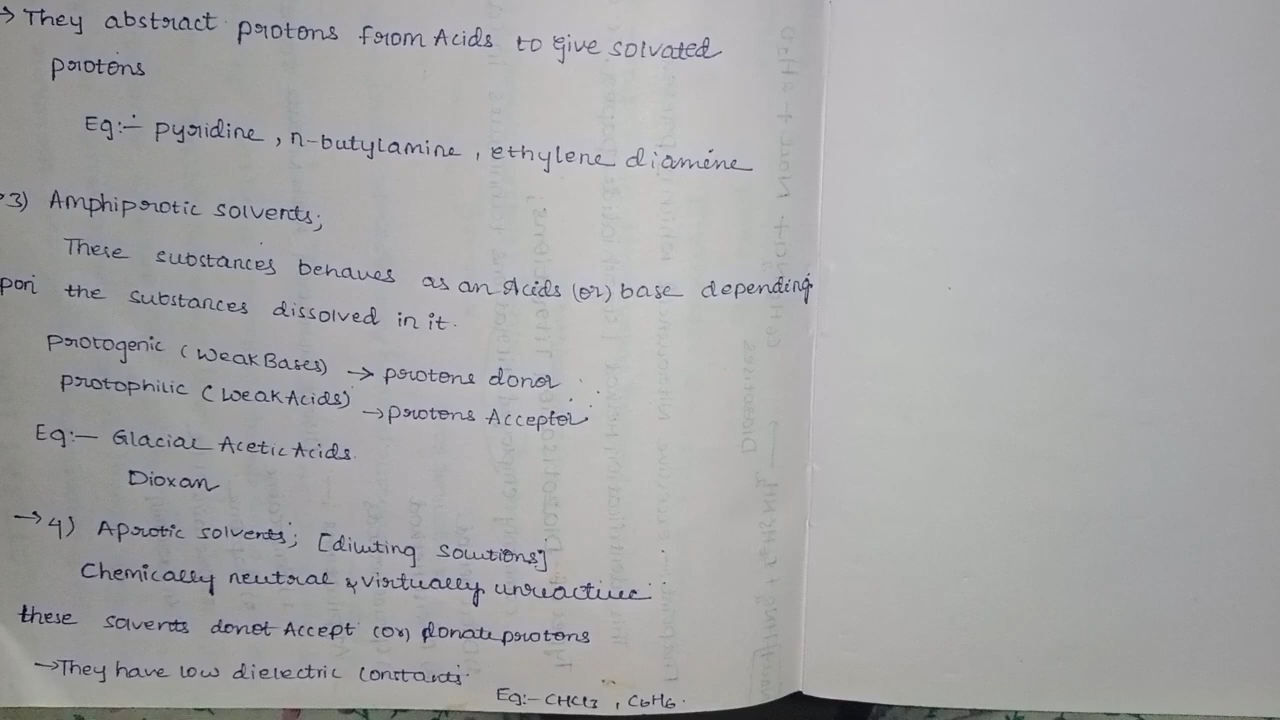 → They abstract protons from Acids to give solvated
protons
Eg:- pyridine, n-butylamine, ethylene diamine
3) Amphiprotic solvents;
These substances behaves as an Acids (or) base depending
pon the substances dissolved in it.
protogenic (weak Bases) → protons donor
protophilic (weak Acids) → protons Acceptor
Eg:- Glacial Acetic Acids.
Dioxan
→ 4) Aprotic solvents; [diluting solutions]
Chemically neutral & virtually unreactive.
these solvents donot Accept (or) donate protons
→ They have low dielectric constants.
Eg:- CHCl3, C6H6.